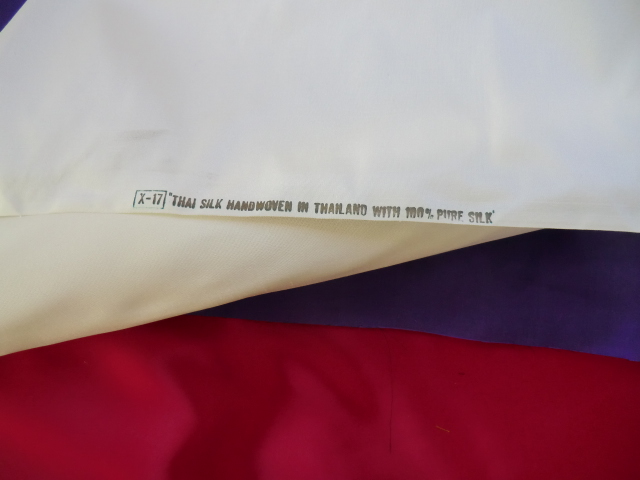 X-17 "THAI SILK HANDWOVEN IN THAILAND WITH 100% PURE SILK"